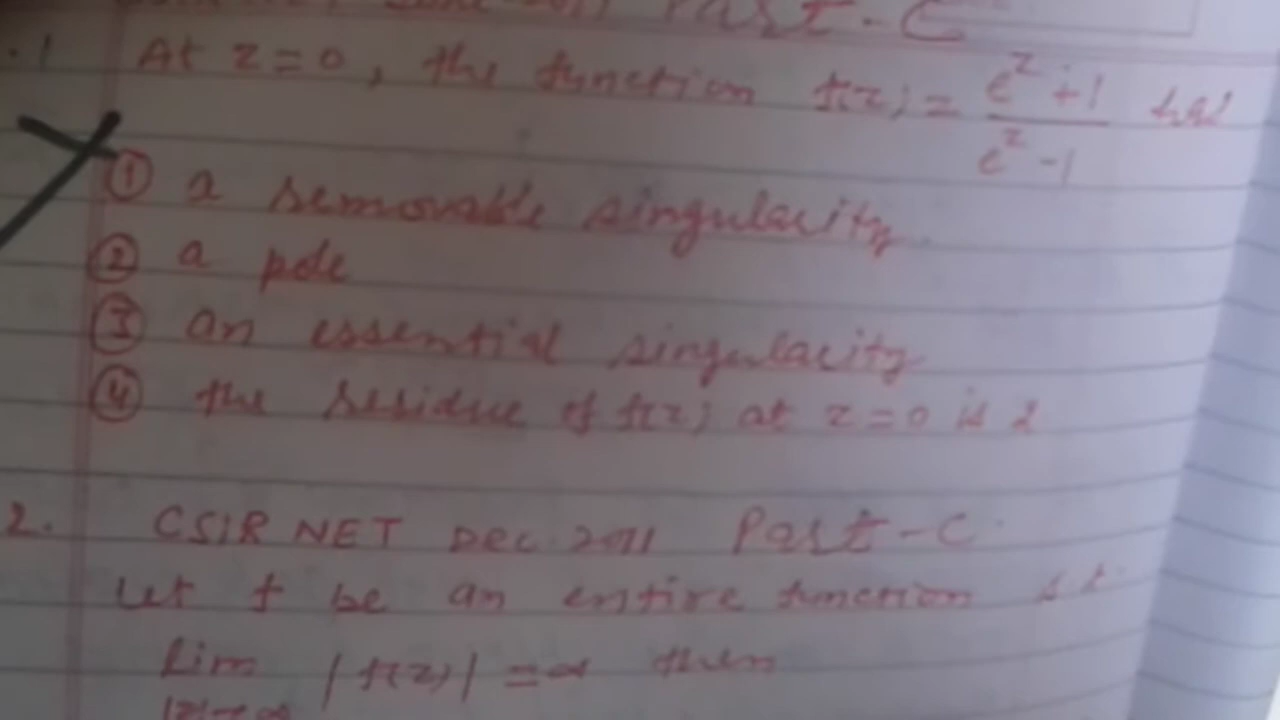 Part - C
.1 At z=0, the function f(z) = (e^z+1)/(e^z-1) has
① a removable singularity
② a pole
③ an essential singularity
④ the residue of f(z) at z=0 is 2
2. CSIR NET Dec 2011 Part-C.
Let f be an entire function s.t.
Lim |f(z)| = ∞ then
|z|→∞